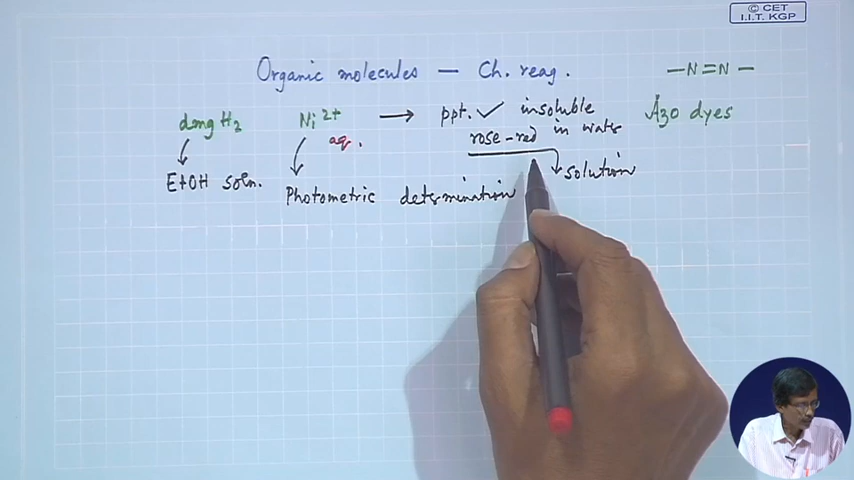 © CET
I.I.T. KGP
Organic molecules — Ch. reag.
—N=N—
dmgH2 Ni2+ → ppt. ✓ insoluble Azo dyes
aq. rose-red in water
EtOH soln. Photometric determination solution